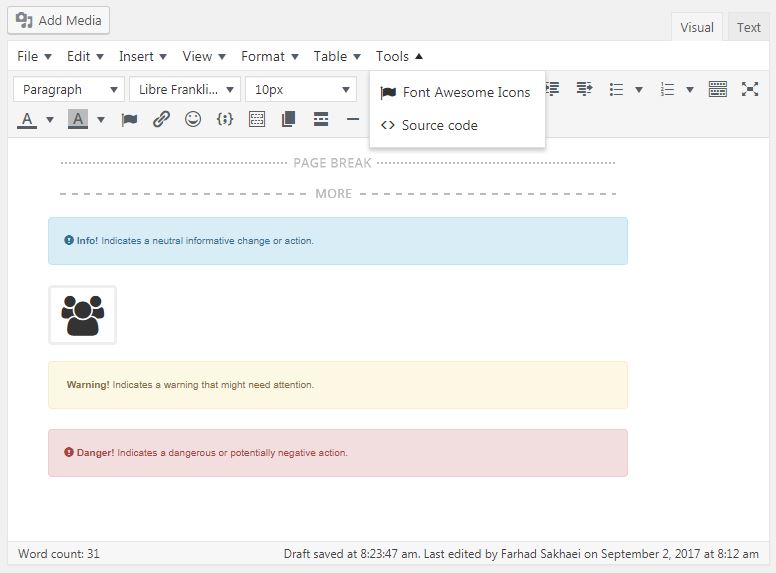 Add Media
Visual Text
File Edit Insert View Format Table Tools
Paragraph Libre Frankli... 10px
Font Awesome Icons
Source code
A A
PAGE BREAK
MORE
Info! Indicates a neutral informative change or action.
Warning! Indicates a warning that might need attention.
Danger! Indicates a dangerous or potentially negative action.
Word count: 31 Draft saved at 8:23:47 am. Last edited by Farhad Sakhaei on September 2, 2017 at 8:12 am